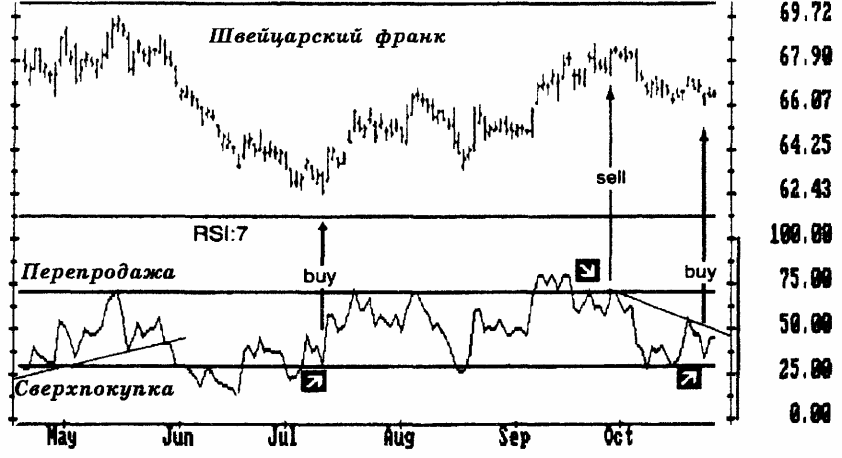 69.72
Швейцарский франк
67.90
66.07
64.25
sell
62.43
RSI:7
100.00
Перепродажа
buy
buy
75.00
50.00
25.00
Сверхпокупка
0.00
May
Jun
Jul
Aug
Sep
Oct